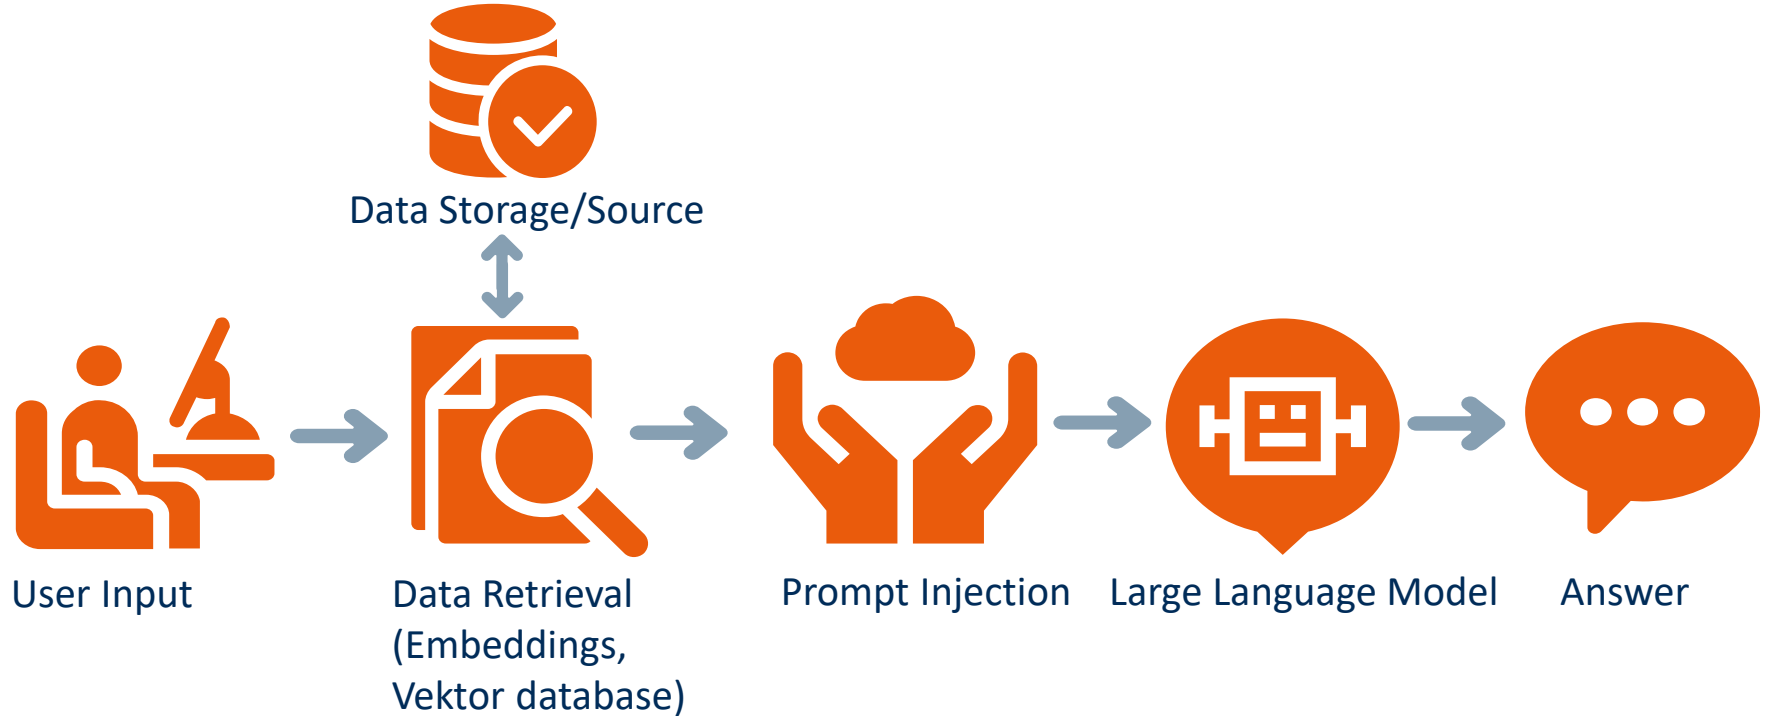 Data Storage/Source
User Input
Data Retrieval
(Embeddings,
Vektor database)
Prompt Injection
Large Language Model
Answer